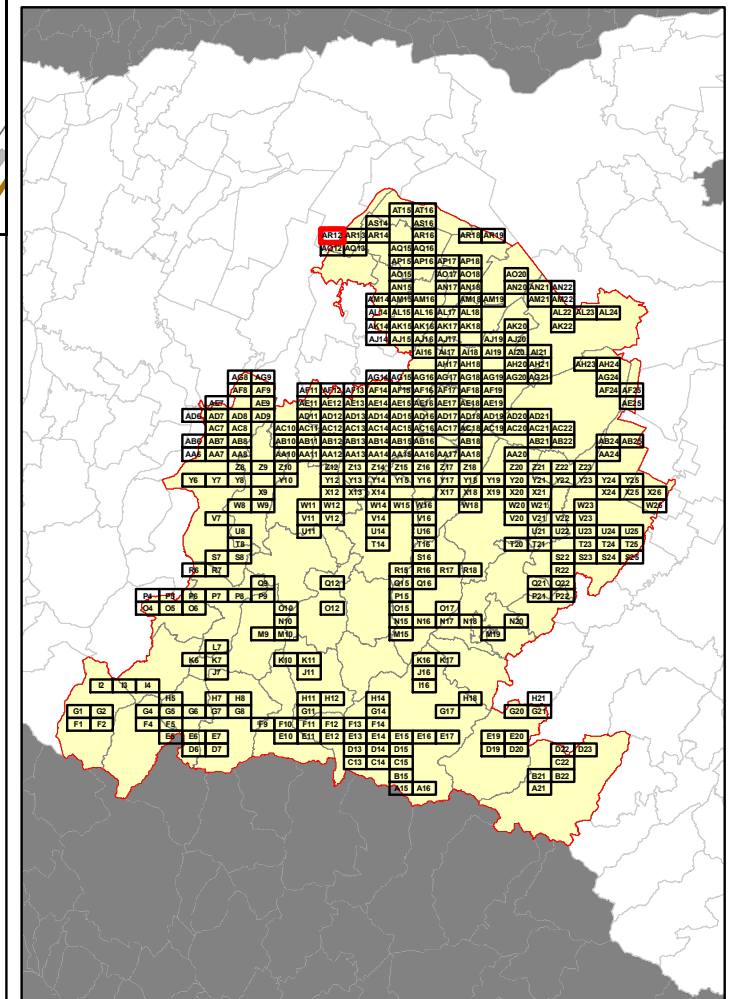 AT15 AT16
AS14 AS16
AR12 AR13 AR14 AR16 AR18 AR19
AQ12 AQ13 AQ15 AQ16
AP15 AP16 AP17 AP18
AO15 AO17 AO18 AO20
AN15 AN17 AN18 AN20 AN21 AN22
AM14 AM15 AM16 AM18 AM19 AM21 AM22
AL14 AL15 AL16 AL17 AL18 AL22 AL23 AL24
AK14 AK15 AK16 AK17 AK18 AK20 AK22
AJ14 AJ15 AJ16 AJ17 AJ19 AJ20
AI16 AI17 AI18 AI19 AI20 AI21
AH17 AH18 AH20 AH21 AH23 AH24
AG8 AG9 AG14 AG15 AG16 AG17 AG18 AG19 AG20 AG21 AG24
AF8 AF9 AF11 AF12 AF13 AF14 AF15 AF16 AF17 AF18 AF19 AF24 AF25
AE7 AE9 AE11 AE12 AE13 AE14 AE15 AE16 AE17 AE18 AE19 AE25
AD6 AD7 AD8 AD9 AD11 AD12 AD13 AD14 AD15 AD16 AD17 AD18 AD19 AD20 AD21
AC7 AC8 AC10 AC11 AC12 AC13 AC14 AC15 AC16 AC17 AC18 AC19 AC20 AC21 AC22
AB6 AB7 AB8 AB10 AB11 AB12 AB13 AB14 AB15 AB16 AB18 AB21 AB22 AB24 AB25
AA6 AA7 AA8 AA10 AA11 AA12 AA13 AA14 AA15 AA16 AA17 AA18 AA20 AA24
Z8 Z9 Z10 Z12 Z13 Z14 Z15 Z16 Z17 Z18 Z20 Z21 Z22 Z23
Y6 Y7 Y8 Y10 Y12 Y13 Y14 Y15 Y16 Y17 Y18 Y19 Y20 Y21 Y22 Y23 Y24 Y25
X9 X12 X13 X14 X17 X18 X19 X20 X21 X24 X25 X26
W8 W9 W11 W12 W14 W15 W16 W18 W20 W21 W23 W26
V7 V11 V12 V14 V16 V20 V21 V22 V23
U8 U11 U14 U16 U21 U22 U23 U24 U25
T8 T14 T16 T20 T21 T23 T24 T25
S7 S8 S16 S22 S23 S24 S25
R6 R7 R15 R16 R17 R18 R22
Q9 Q12 Q15 Q16 Q21 Q22
P4 P5 P6 P7 P8 P9 P15 P21 P22
O4 O5 O6 O10 O12 O15 O17
N10 N15 N16 N17 N18 N20
M9 M10 M15 M19
L7
K6 K7 K10 K11 K16 K17
J7 J11 J16
I2 I3 I4 I16
H5 H7 H8 H11 H12 H14 H18 H21
G1 G2 G4 G5 G6 G7 G8 G11 G14 G17 G20 G21
F1 F2 F4 F5 F9 F10 F11 F12 F13 F14
E5 E6 E7 E10 E11 E12 E13 E14 E15 E16 E17 E19 E20
D6 D7 D13 D14 D15 D19 D20 D22 D23
C13 C14 C15 C22
B15 B21 B22
A15 A16 A21